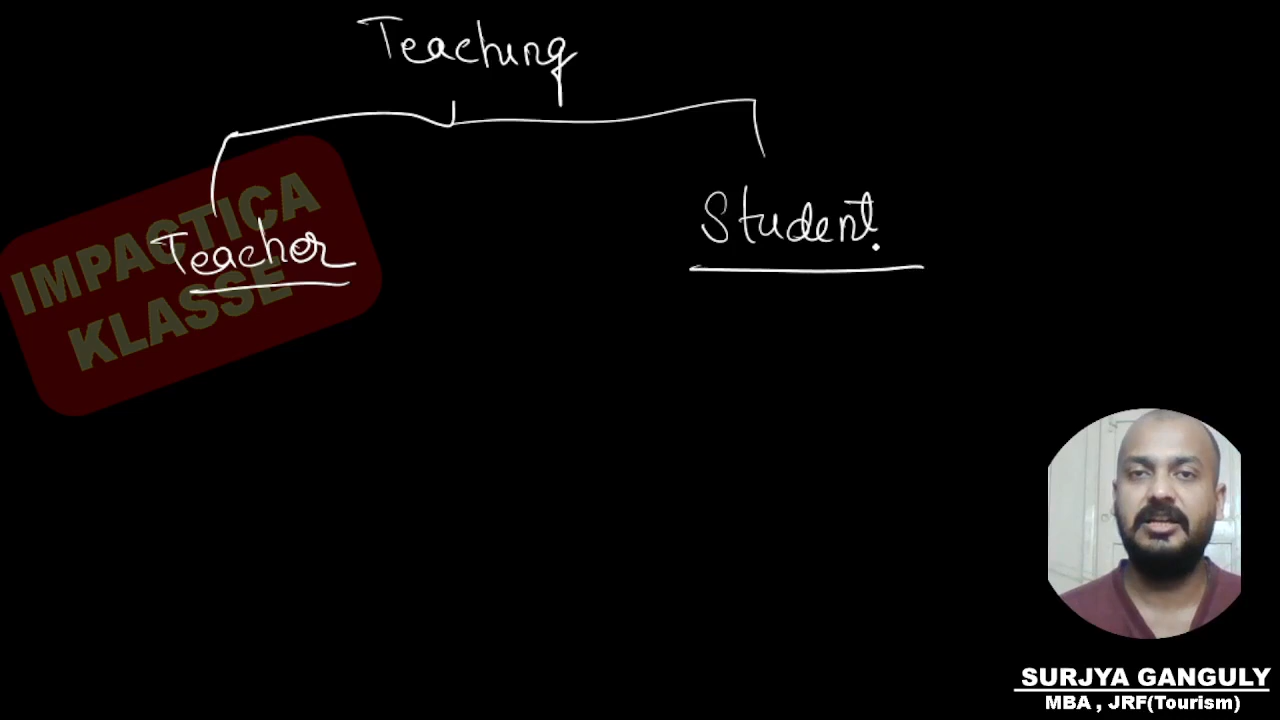 Teaching
Teacher
Student.
IMPACTICA
KLASSE
SURJYA GANGULY
MBA , JRF(Tourism)